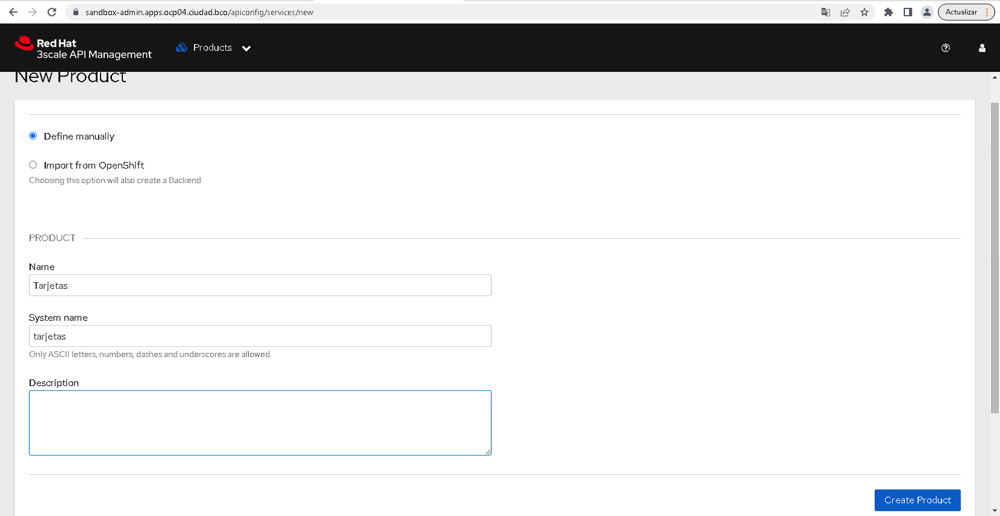 sandbox-admin.apps.ocp04.ciudad.bco/apiconfig/services/new
Actualizar
Red Hat
3scale API Management
Products
New Product
Define manually
Import from OpenShift
Choosing this option will also create a Backend
PRODUCT
Name
Tarjetas
System name
tarjetas
Only ASCII letters, numbers, dashes and underscores are allowed.
Description
Create Product